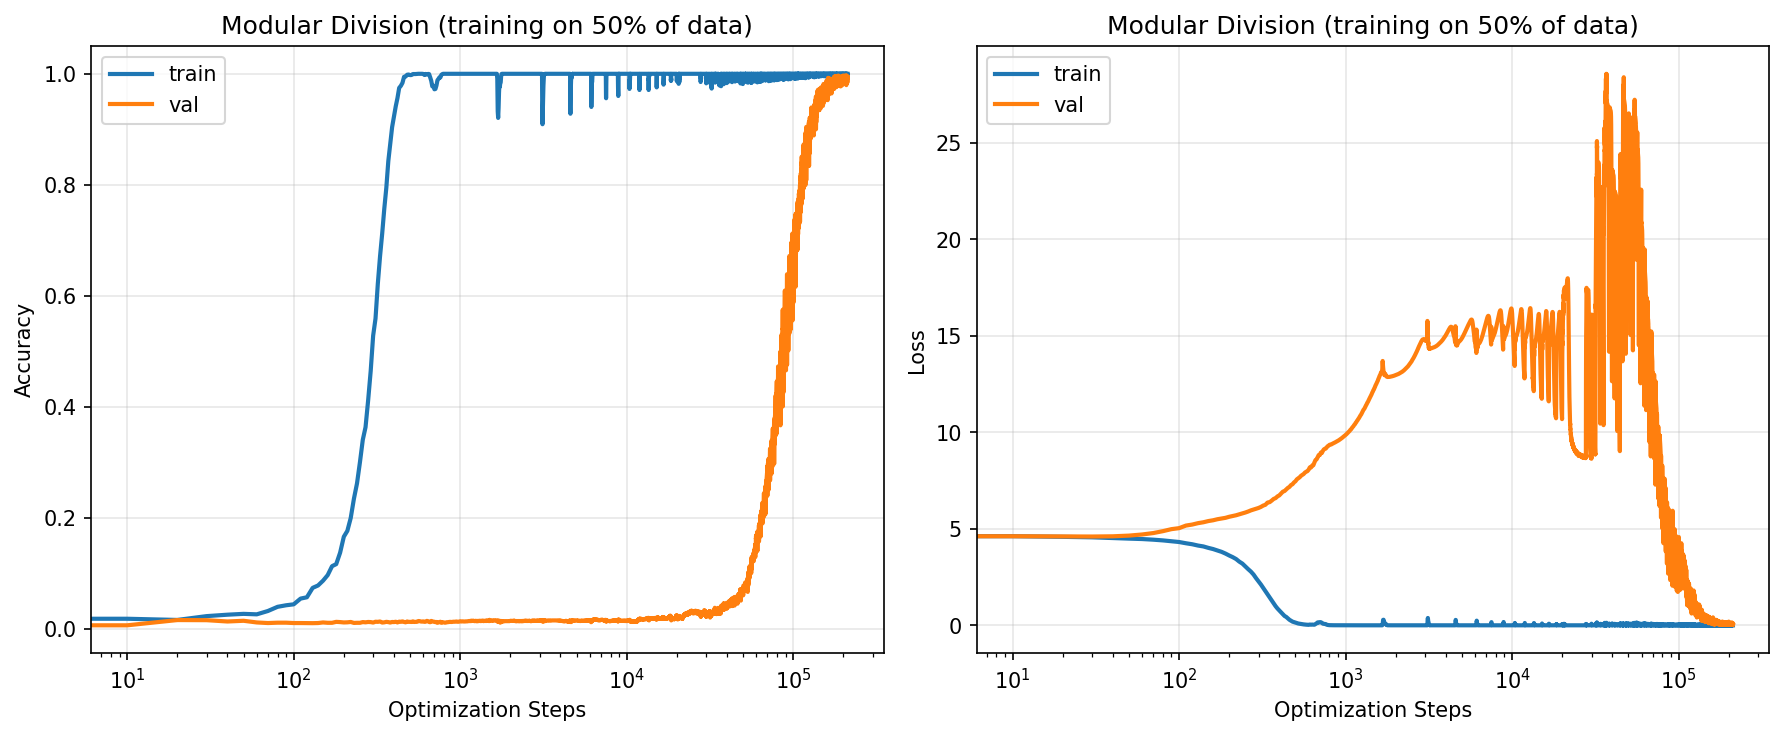 Modular Division (training on 50% of data)
train
val
1.0
0.8
0.6
0.4
0.2
0.0
Accuracy
10¹
10²
10³
10⁴
10⁵
Optimization Steps
Modular Division (training on 50% of data)
train
val
25
20
15
10
5
0
Loss
10¹
10²
10³
10⁴
10⁵
Optimization Steps